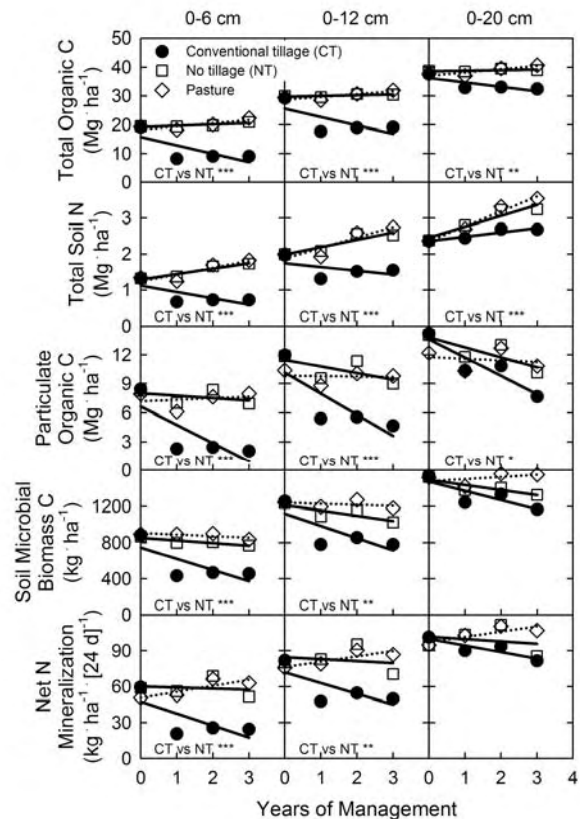 0-6 cm 0-12 cm 0-20 cm
Total Organic C
(Mg · ha⁻¹)
50
40
30
20
10
0
Conventional tillage (CT)
No tillage (NT)
Pasture
CT vs NT *** CT vs NT *** CT vs NT **
Total Soil N
(Mg · ha⁻¹)
3
2
1
0
CT vs NT *** CT vs NT *** CT vs NT ***
Particulate
Organic C
(Mg · ha⁻¹)
12
9
6
3
0
CT vs NT *** CT vs NT *** CT vs NT *
Soil Microbial
Biomass C
(kg · ha⁻¹)
1200
800
400
CT vs NT *** CT vs NT **
Net N
Mineralization
(kg · ha⁻¹ · [24 d]⁻¹)
90
60
30
0
CT vs NT *** CT vs NT **
0 1 2 3 0 1 2 3 0 1 2 3 4
Years of Management